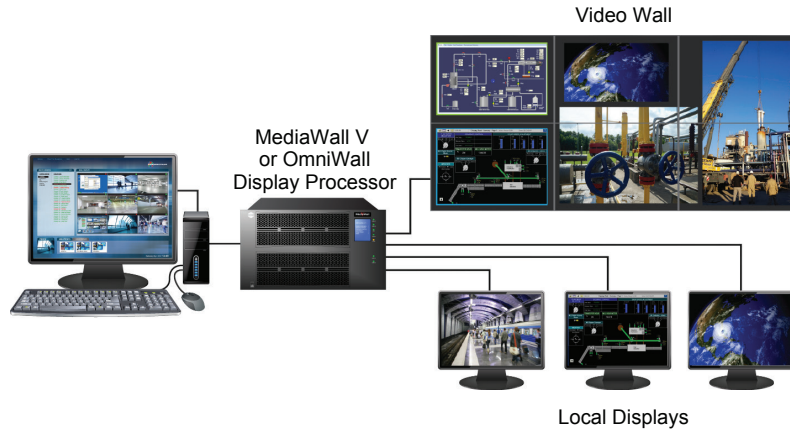 Video Wall
MediaWall V
or OmniWall
Display Processor
Local Displays